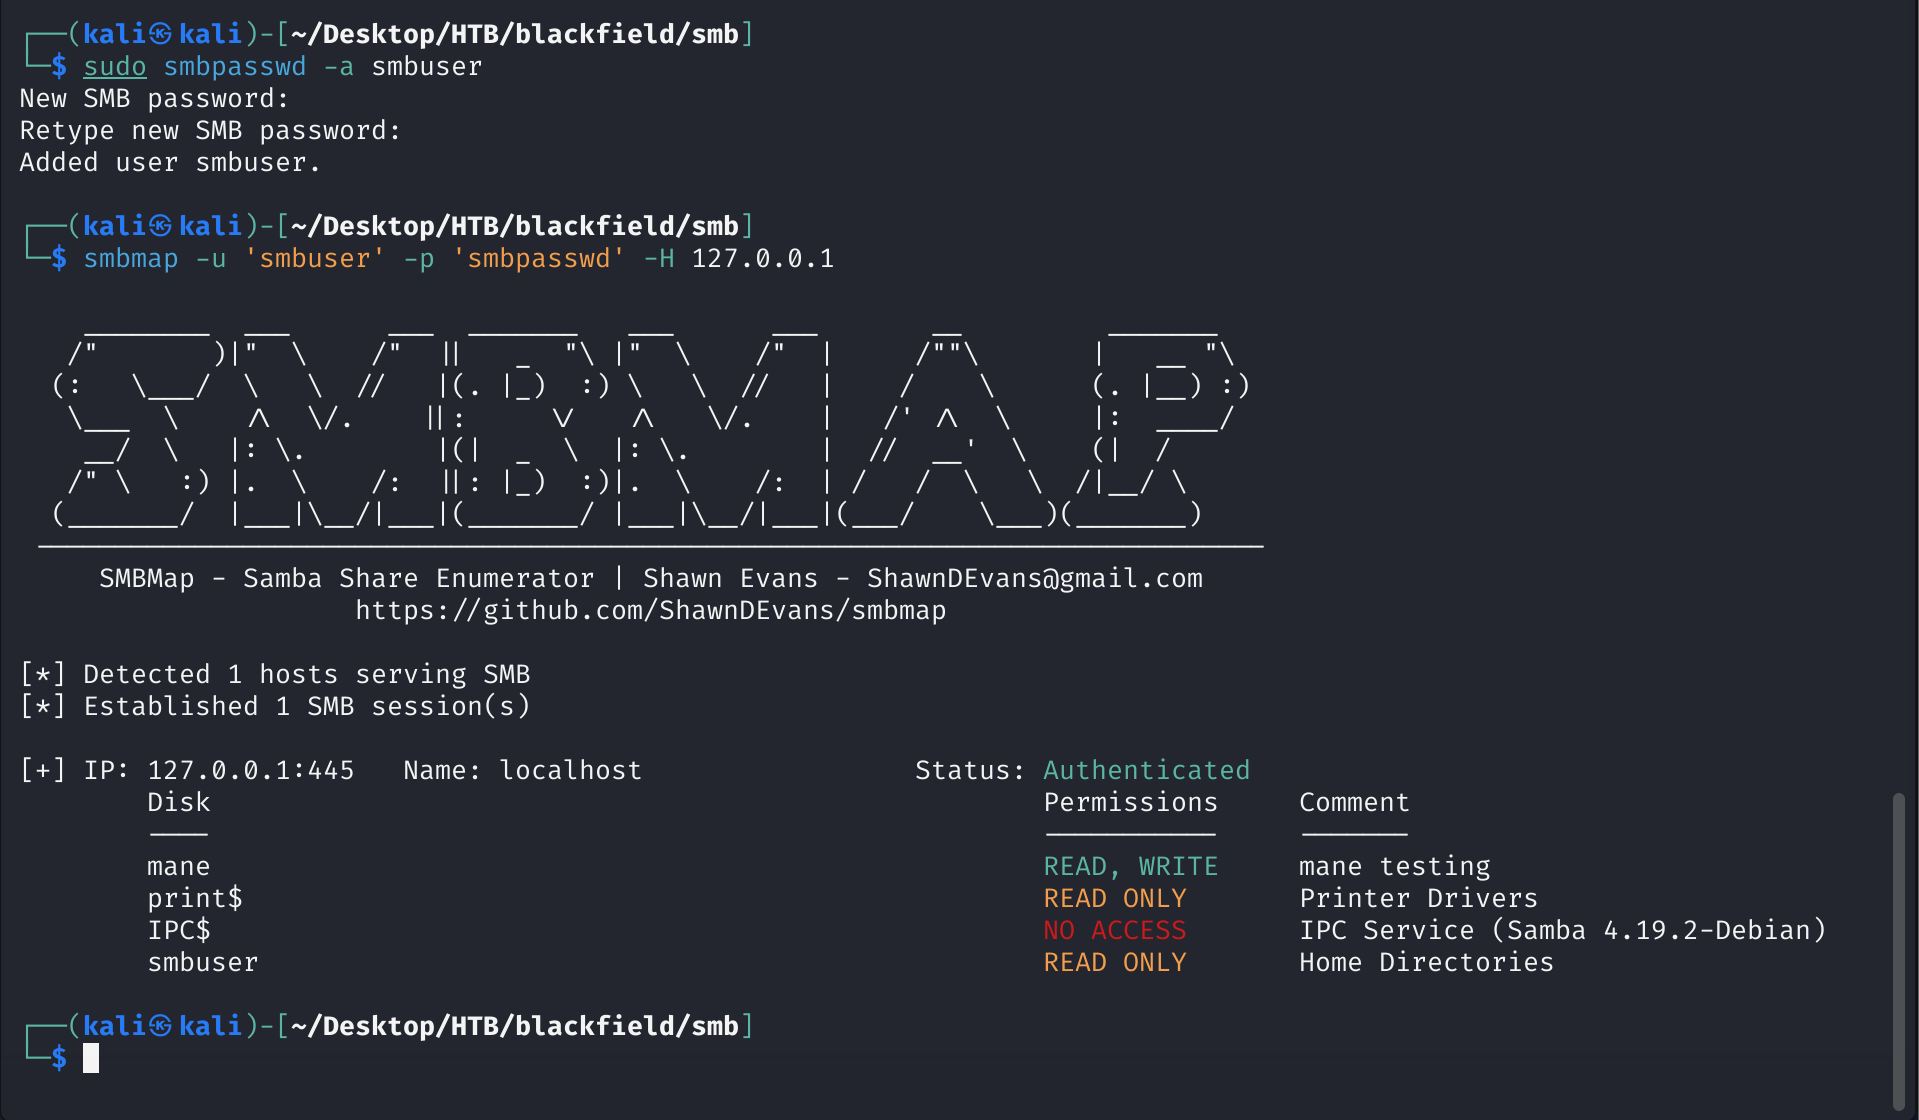 ┌──(kali㉿kali)-[~/Desktop/HTB/blackfield/smb]
└─$ sudo smbpasswd -a smbuser
New SMB password:
Retype new SMB password:
Added user smbuser.
┌──(kali㉿kali)-[~/Desktop/HTB/blackfield/smb]
└─$ smbmap -u 'smbuser' -p 'smbpasswd' -H 127.0.0.1
SMBMAP
SMBMap - Samba Share Enumerator | Shawn Evans - ShawnDEvans@gmail.com
https://github.com/ShawnDEvans/smbmap
[*] Detected 1 hosts serving SMB
[*] Established 1 SMB session(s)
[+] IP: 127.0.0.1:445 Name: localhost Status: Authenticated
Disk Permissions Comment
---- ----------- -------
mane READ, WRITE mane testing
print$ READ ONLY Printer Drivers
IPC$ NO ACCESS IPC Service (Samba 4.19.2-Debian)
smbuser READ ONLY Home Directories
┌──(kali㉿kali)-[~/Desktop/HTB/blackfield/smb]
└─$